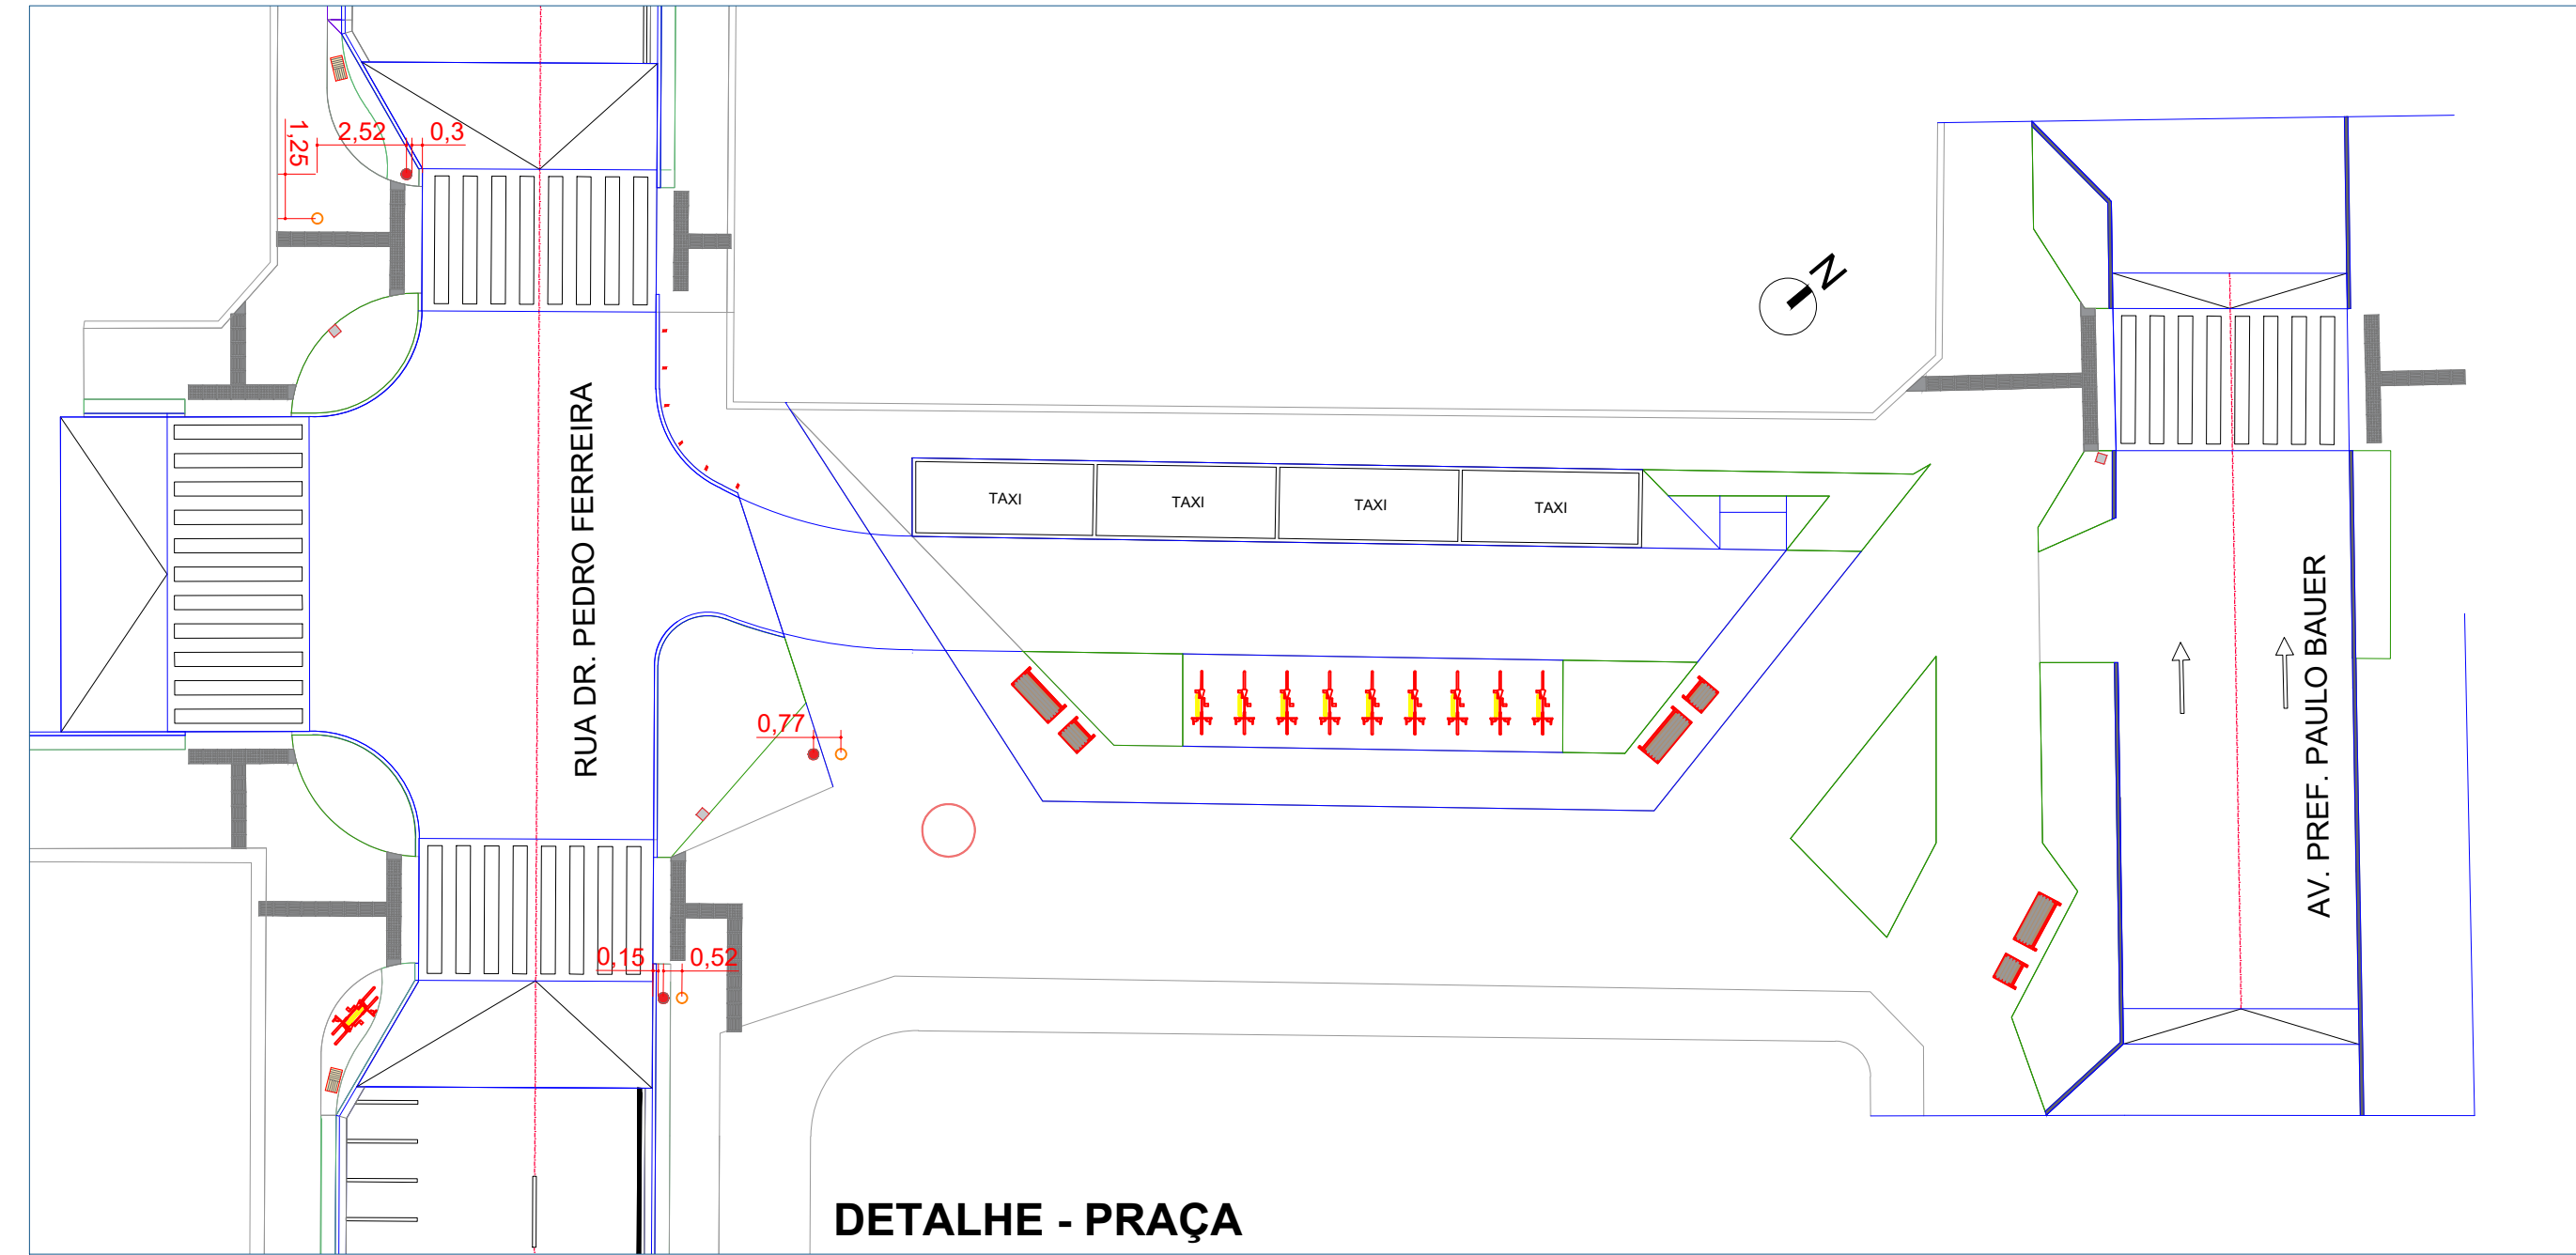 1,25
2,52
0,3
N
RUA DR. PEDRO FERREIRA
TAXI
TAXI
TAXI
TAXI
AV. PREF. PAULO BAUER
0,77
0,15
0,52
DETALHE - PRAÇA